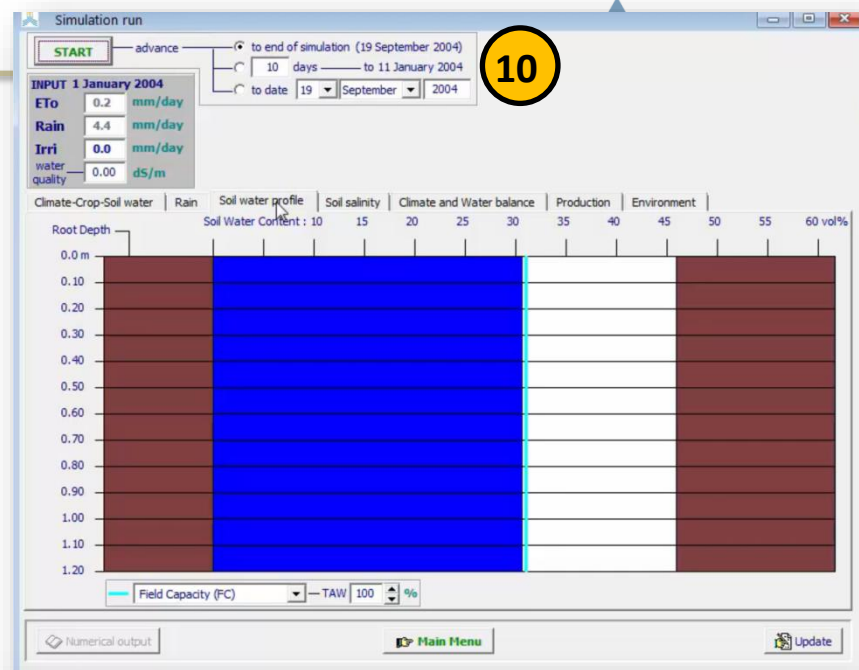 Simulation run
START
advance
to end of simulation (19 September 2004)
10 days to 11 January 2004
to date 19 September 2004
10
INPUT 1 January 2004
ETo 0.2 mm/day
Rain 4.4 mm/day
Irri 0.0 mm/day
water quality 0.00 dS/m
Climate-Crop-Soil water Rain Soil water profile Soil salinity Climate and Water balance Production Environment
Root Depth
Soil Water Content : 10 15 20 25 30 35 40 45 50 55 60 vol%
0.0 m
0.10
0.20
0.30
0.40
0.50
0.60
0.70
0.80
0.90
1.00
1.10
1.20
Field Capacity (FC) TAW 100 %
Numerical output Main Menu Update